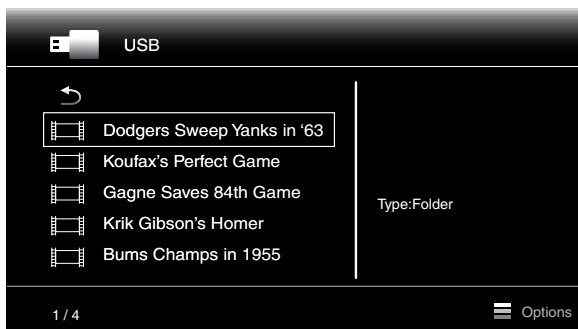 USB
Dodgers Sweep Yanks in ‘63
Koufax’s Perfect Game
Gagne Saves 84th Game
Krik Gibson’s Homer
Bums Champs in 1955
Type:Folder
1 / 4
Options